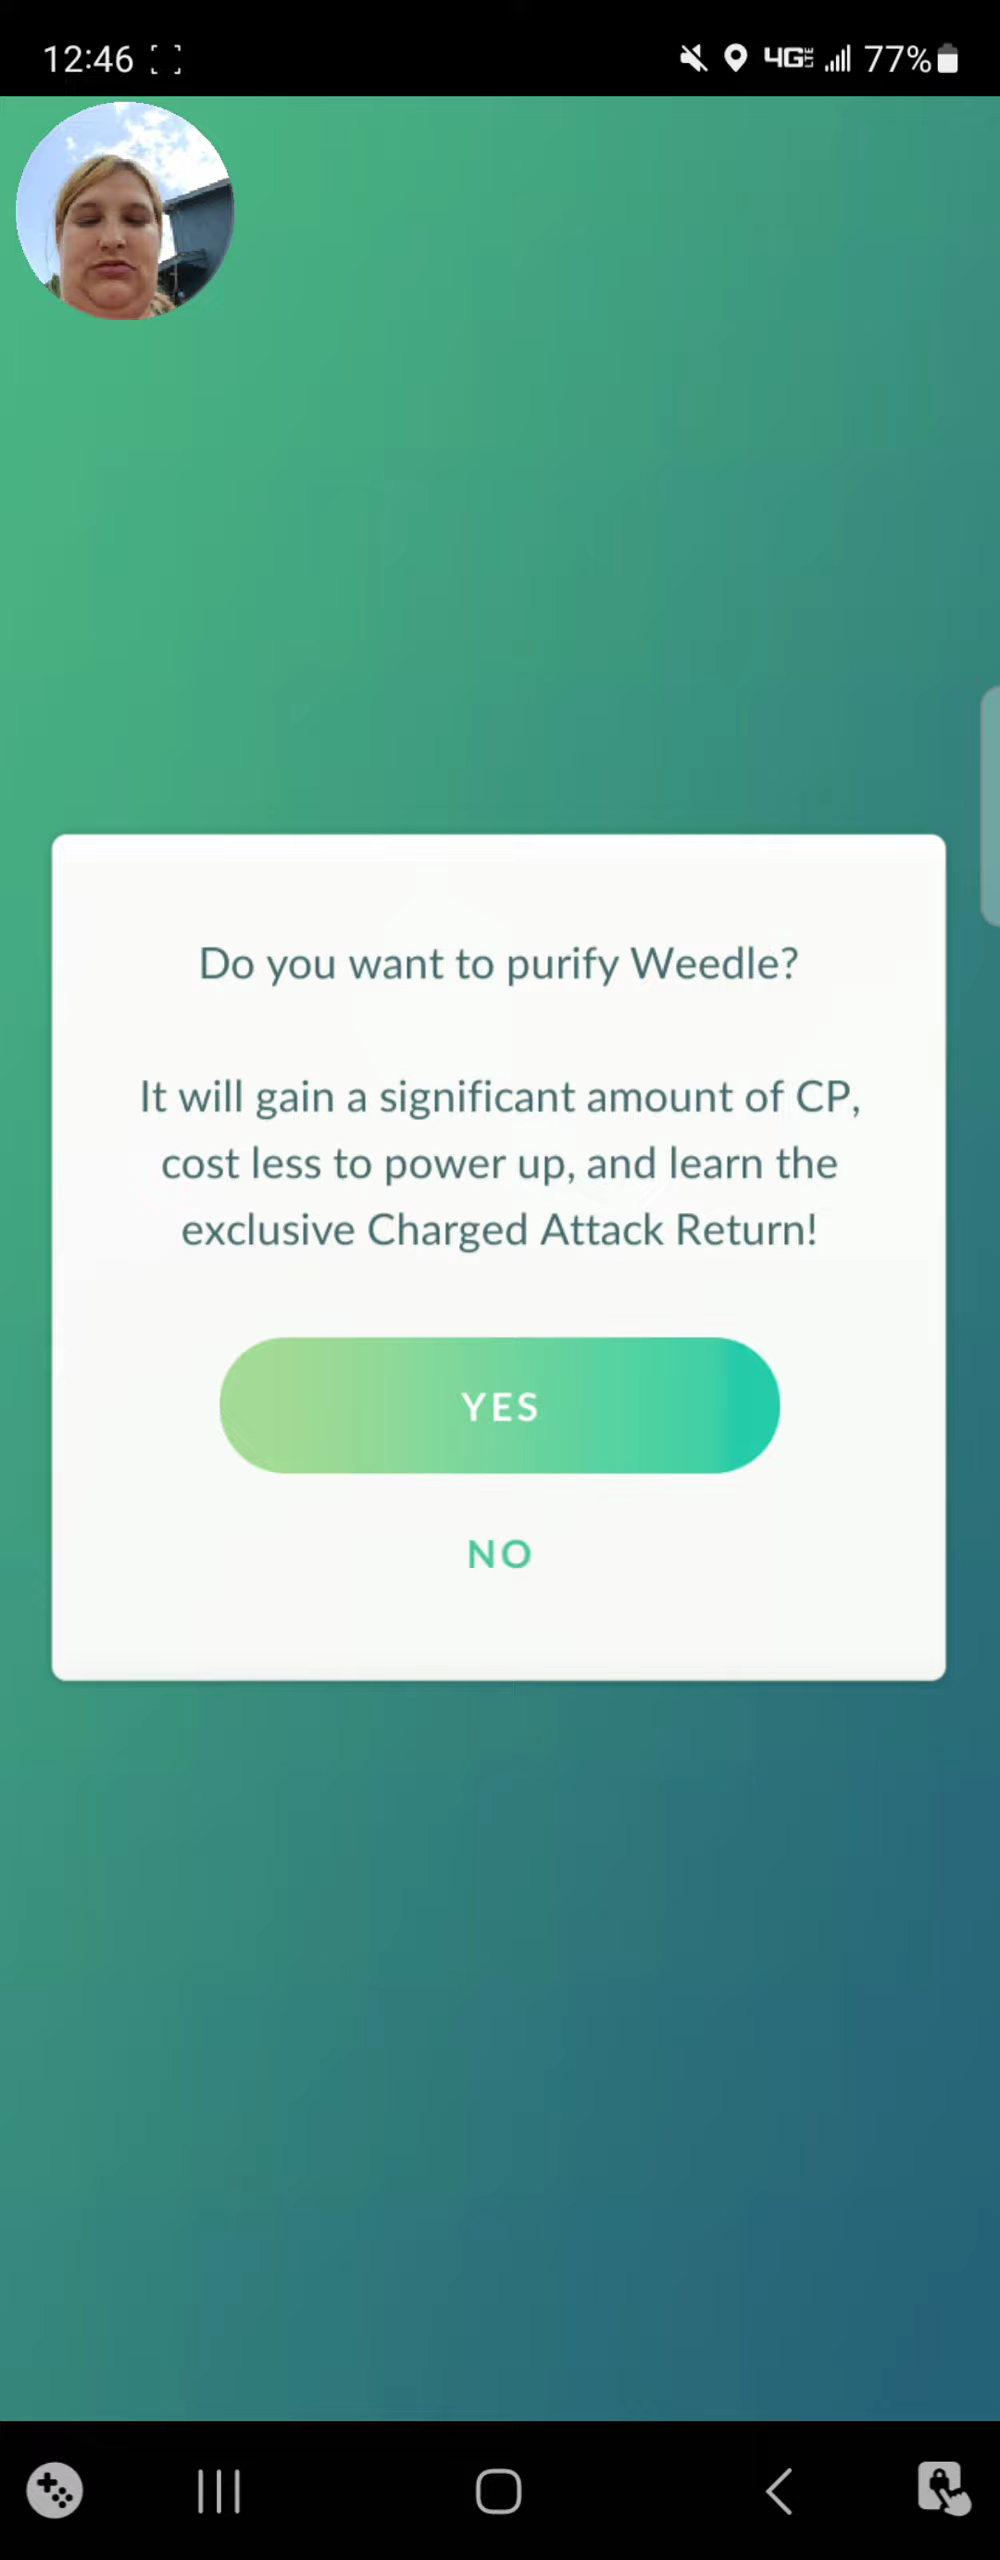 12:46 4G LTE 77%
Do you want to purify Weedle?
It will gain a significant amount of CP,
cost less to power up, and learn the
exclusive Charged Attack Return!
YES
NO